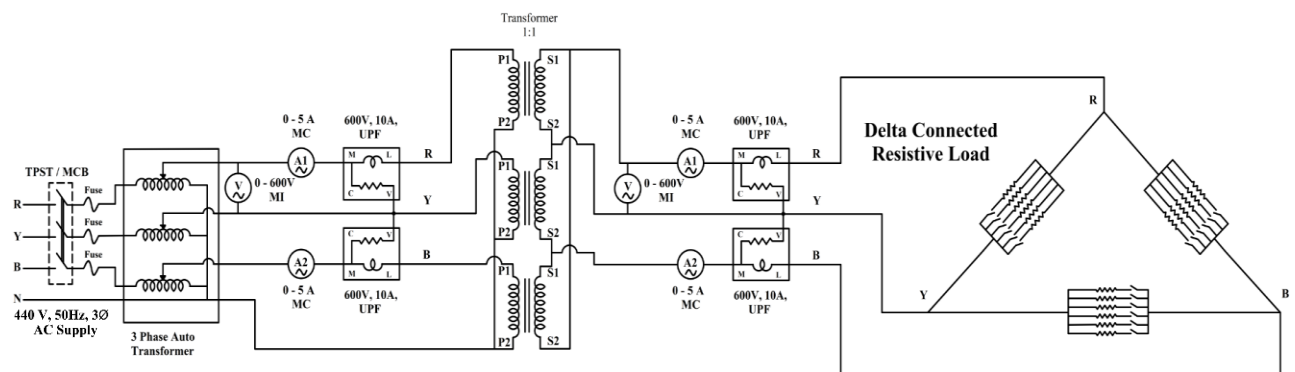 Transformer
1:1
P1
S1
P2
S2
0 - 5 A
MC
600V, 10A,
UPF
A1
M
L
C
V
R
V
0 - 600V
MI
TPST / MCB
Fuse
R
Fuse
Y
Fuse
B
N
440 V, 50Hz, 3Ø
AC Supply
3 Phase Auto
Transformer
Y
C
V
A2
M
L
B
0 - 5 A
MC
600V, 10A,
UPF
P1
S1
P2
S2
P1
S1
P2
S2
0 - 5 A
MC
600V, 10A,
UPF
A1
M
L
C
V
R
V
0 - 600V
MI
Y
C
V
A2
M
L
B
0 - 5 A
MC
600V, 10A,
UPF
Delta Connected
Resistive Load
R
Y
B